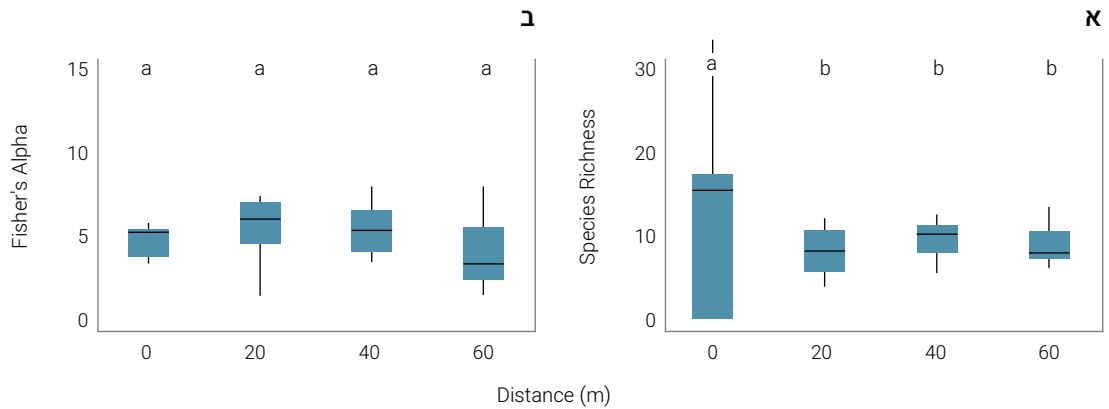 ב
Fisher's Alpha
15
10
5
0
a a a a
0 20 40 60
א
Species Richness
30
20
10
0
a b b b
0 20 40 60
Distance (m)